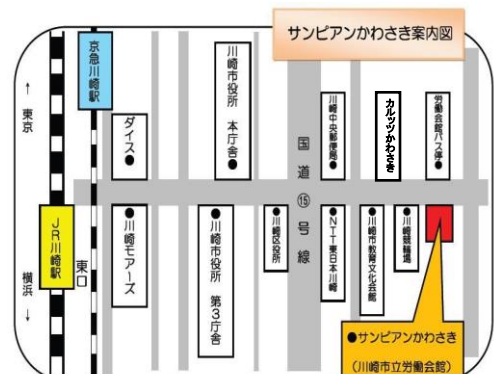 サンピアンかわさき案内図
京急川崎駅
↑
東京
ダイス●
川崎市役所　本庁舎●
国道⑮号線
川崎中央郵便局●
カルッツかわさき
労働会館バス停●
JR川崎駅
東口
横浜
↓
●川崎モアーズ
●川崎市役所　第3庁舎
●川崎区役所
●NTT東日本川崎
●川崎市教育文化会館
●川崎競輪場
●サンピアンかわさき
（川崎市立労働会館）